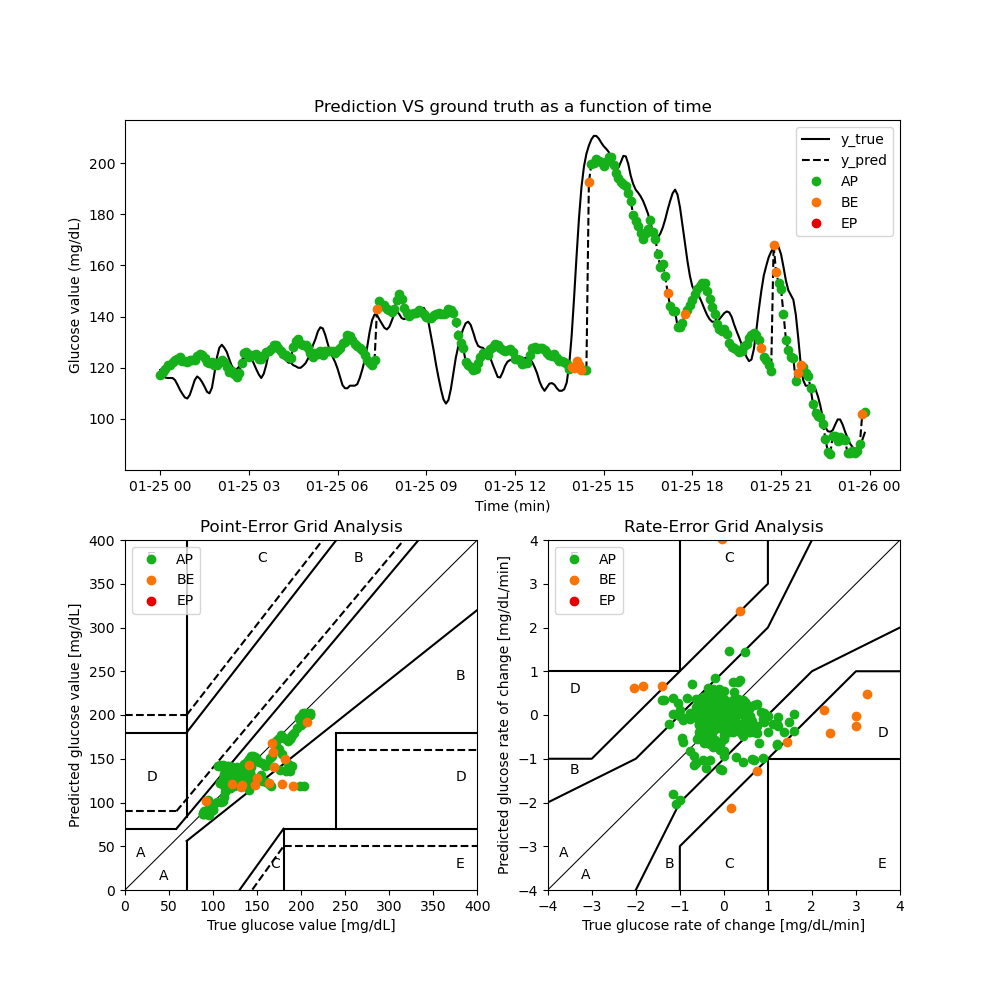 Prediction VS ground truth as a function of time
Glucose value (mg/dL)
200
180
160
140
120
100
y_true
y_pred
AP
BE
EP
01-25 00 01-25 03 01-25 06 01-25 09 01-25 12 01-25 15 01-25 18 01-25 21 01-26 00
Time (min)
Point-Error Grid Analysis
Predicted glucose value [mg/dL]
400
350
300
250
200
150
100
50
0
AP
BE
EP
C
B
B
D
D
A
A
C
E
0 50 100 150 200 250 300 350 400
True glucose value [mg/dL]
Rate-Error Grid Analysis
Predicted glucose rate of change [mg/dL/min]
4
3
2
1
0
−1
−2
−3
−4
AP
BE
EP
C
D
D
B
A
A
B
C
E
−4 −3 −2 −1 0 1 2 3 4
True glucose rate of change [mg/dL/min]